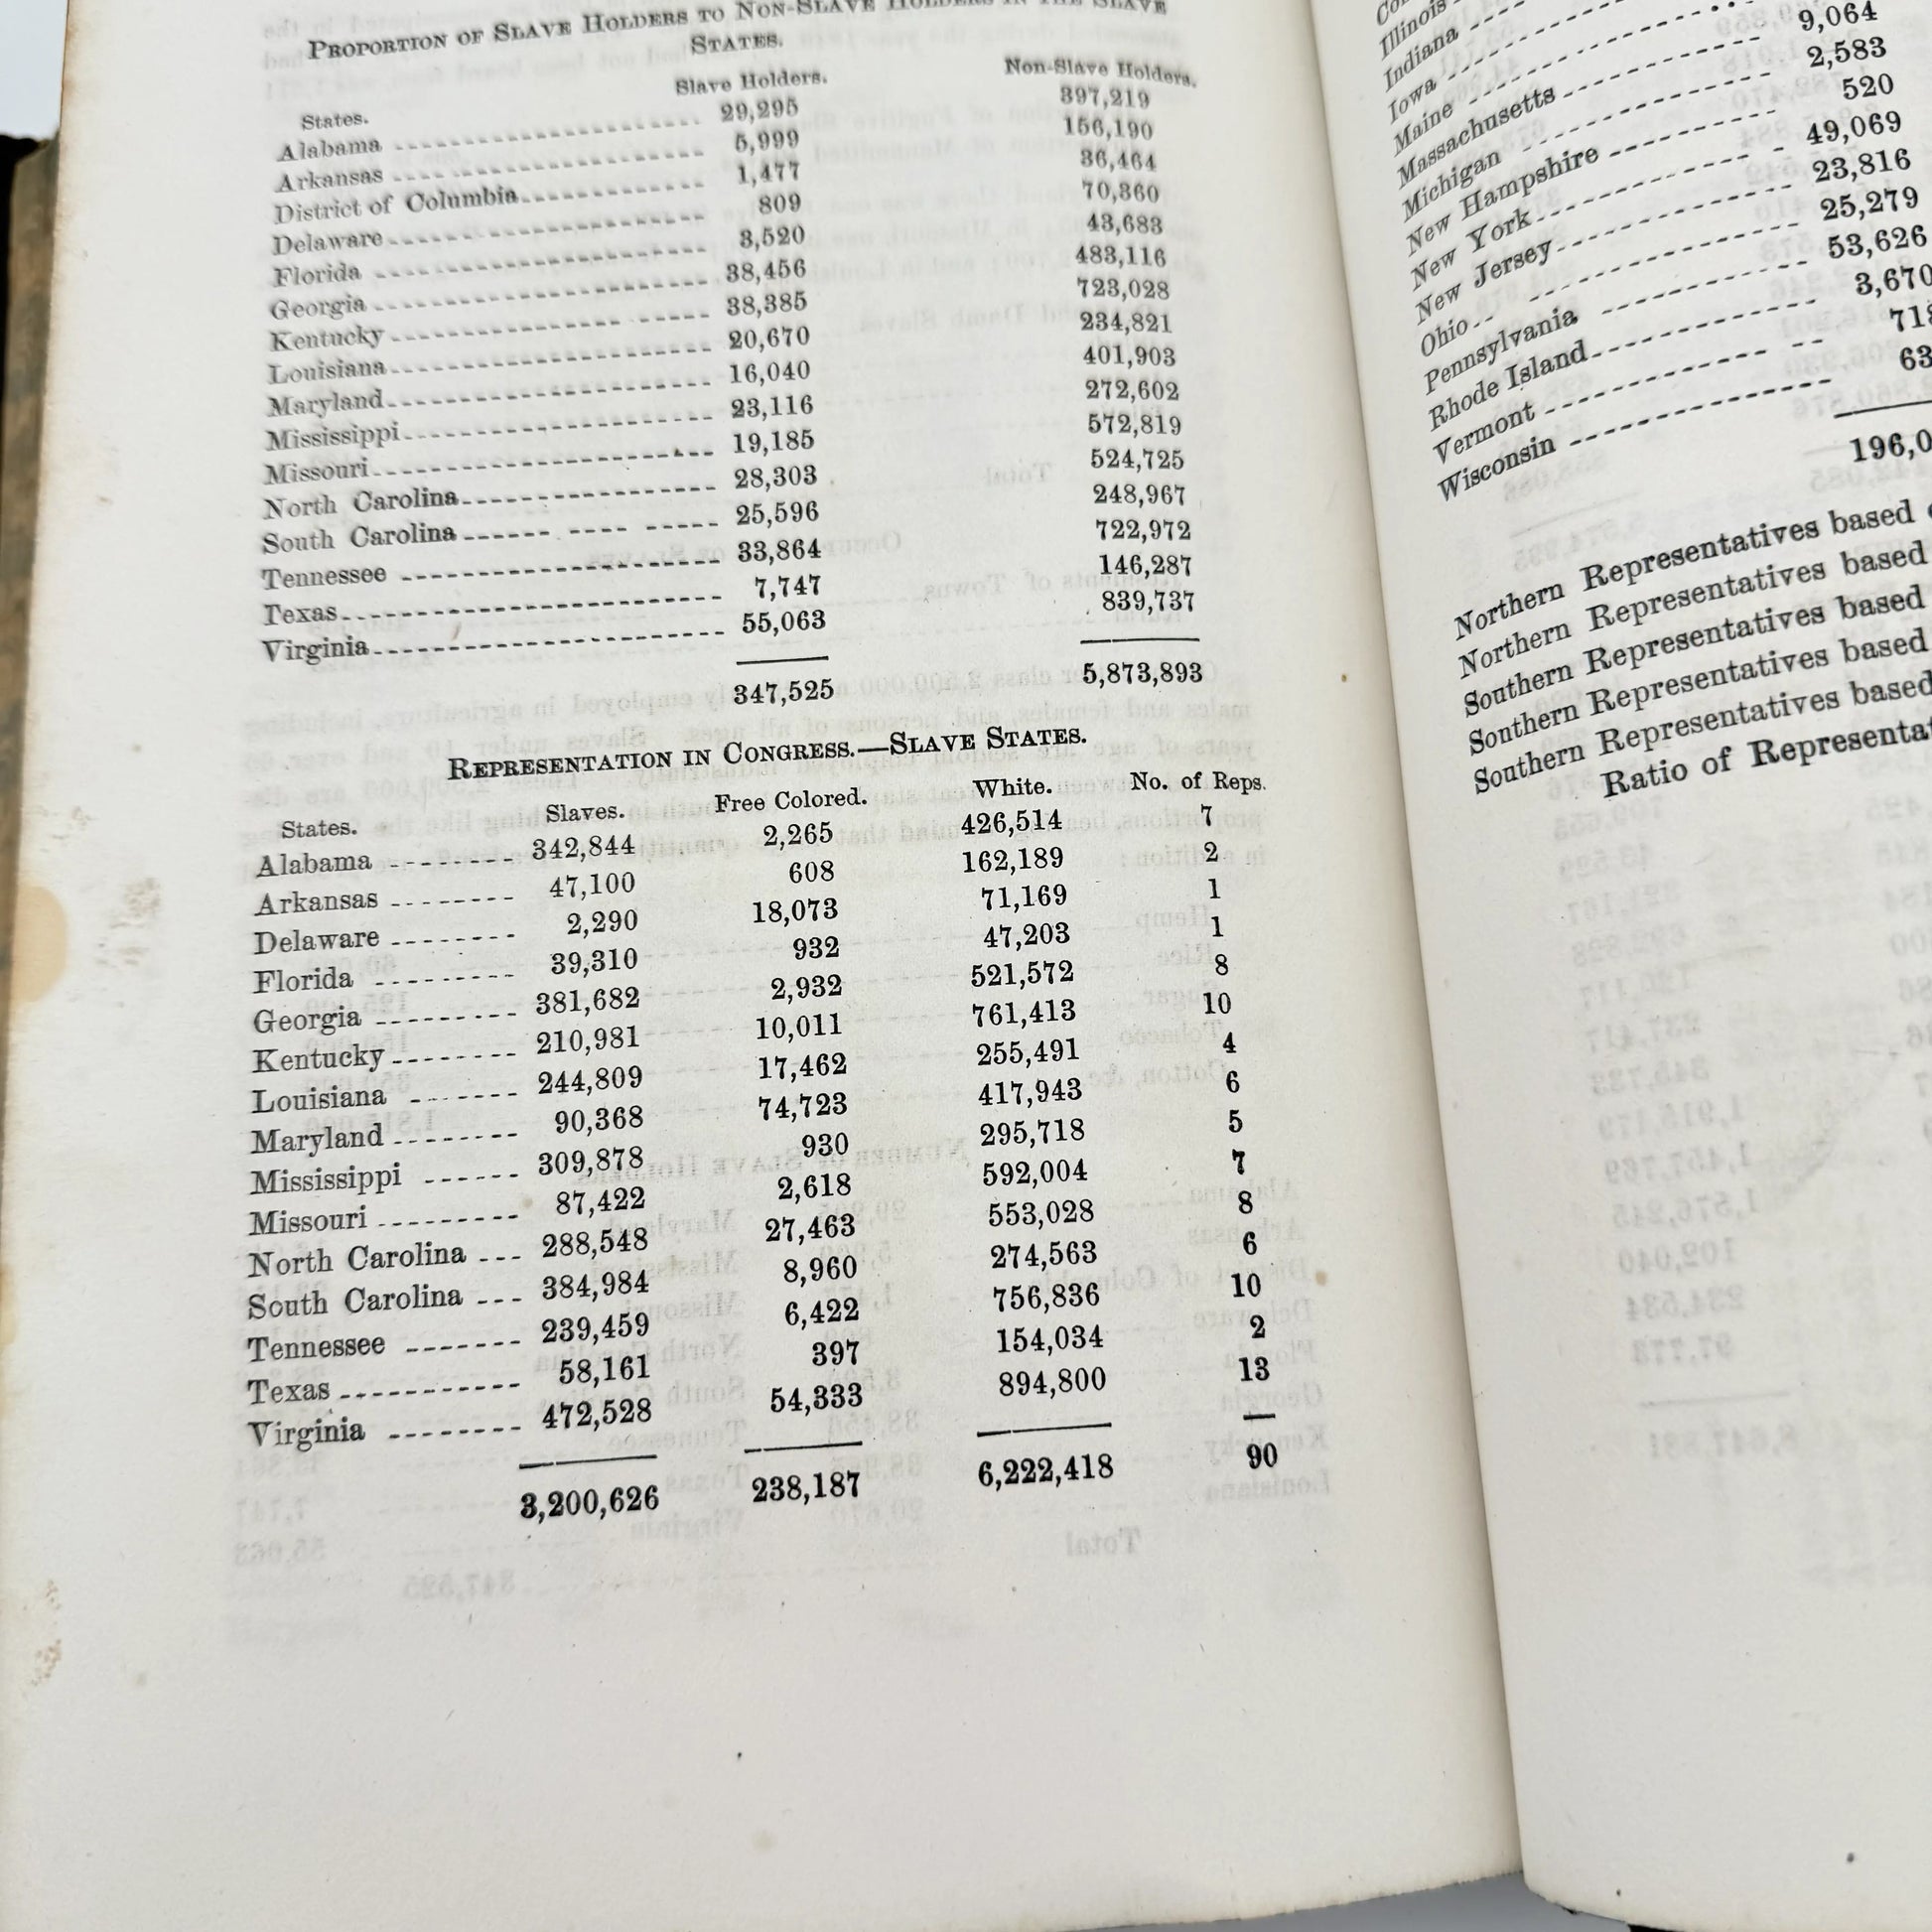 PROPORTION OF SLAVE HOLDERS TO NON-SLAVE HOLDERS IN THE SLAVE
STATES.
States. Slave Holders. Non-Slave Holders.
Alabama 29,295 397,219
Arkansas 5,999 156,190
District of Columbia 1,477 36,464
Delaware 809 70,360
Florida 3,520 43,683
Georgia 38,456 483,116
Kentucky 38,385 723,028
Louisiana 20,670 234,821
Maryland 16,040 401,903
Mississippi 23,116 272,602
Missouri 19,185 572,819
North Carolina 28,303 524,725
South Carolina 25,596 248,967
Tennessee 33,864 722,972
Texas 7,747 146,287
Virginia 55,063 839,737
347,525 5,873,893
REPRESENTATION IN CONGRESS.—SLAVE STATES.
States. Slaves. Free Colored. White. No. of Reps.
Alabama 342,844 2,265 426,514 7
Arkansas 47,100 608 162,189 2
Delaware 2,290 18,073 71,169 1
Florida 39,310 932 47,203 1
Georgia 381,682 2,932 521,572 8
Kentucky 210,981 10,011 761,413 10
Louisiana 244,809 17,462 255,491 4
Maryland 90,368 74,723 417,943 6
Mississippi 309,878 930 295,718 5
Missouri 87,422 2,618 592,004 7
North Carolina 288,548 27,463 553,028 8
South Carolina 384,984 8,960 274,563 6
Tennessee 239,459 6,422 756,836 10
Texas 58,161 397 154,034 2
Virginia 472,528 54,333 894,800 13
3,200,626 238,187 6,222,418 90
Illinois
Indiana
Iowa
Maine
Massachusetts 9,064
Michigan 2,583
New Hampshire 520
New York 49,069
New Jersey 23,816
Ohio 25,279
Pennsylvania 53,626
Rhode Island 3,670
Vermont
Wisconsin
Northern Representatives based
Northern Representatives based
Southern Representatives based
Southern Representatives based
Southern Representatives based
Ratio of